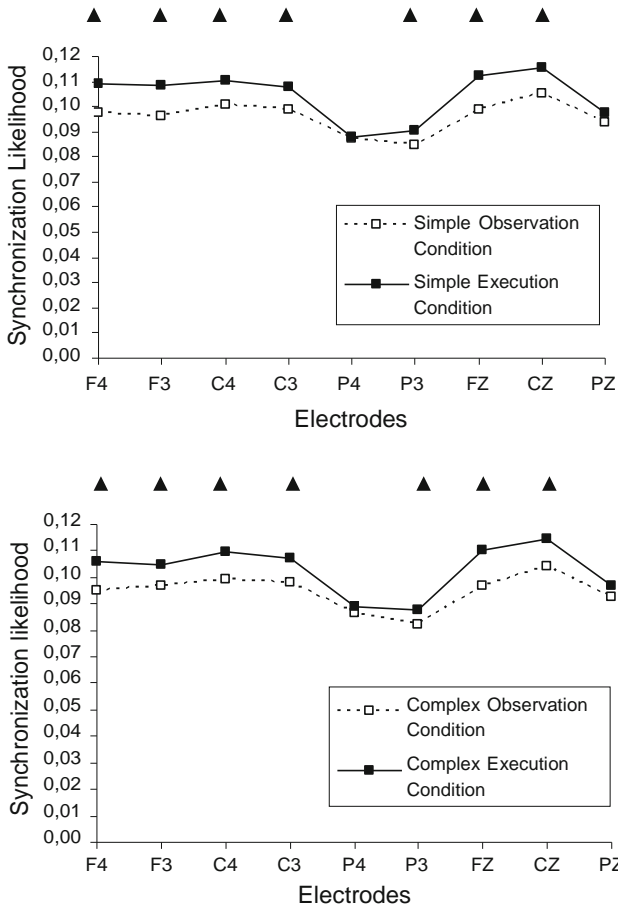 0,12
0,11
0,10
0,09
0,08
0,07
0,06
0,05
0,04
0,03
0,02
0,01
0,00
Synchronization Likelihood
Simple Observation
Condition
Simple Execution
Condition
F4 F3 C4 C3 P4 P3 FZ CZ PZ
Electrodes
0,12
0,11
0,10
0,09
0,08
0,07
0,06
0,05
0,04
0,03
0,02
0,01
0,00
Synchronization likelihood
Complex Observation
Condition
Complex Execution
Condition
F4 F3 C4 C3 P4 P3 FZ CZ PZ
Electrodes